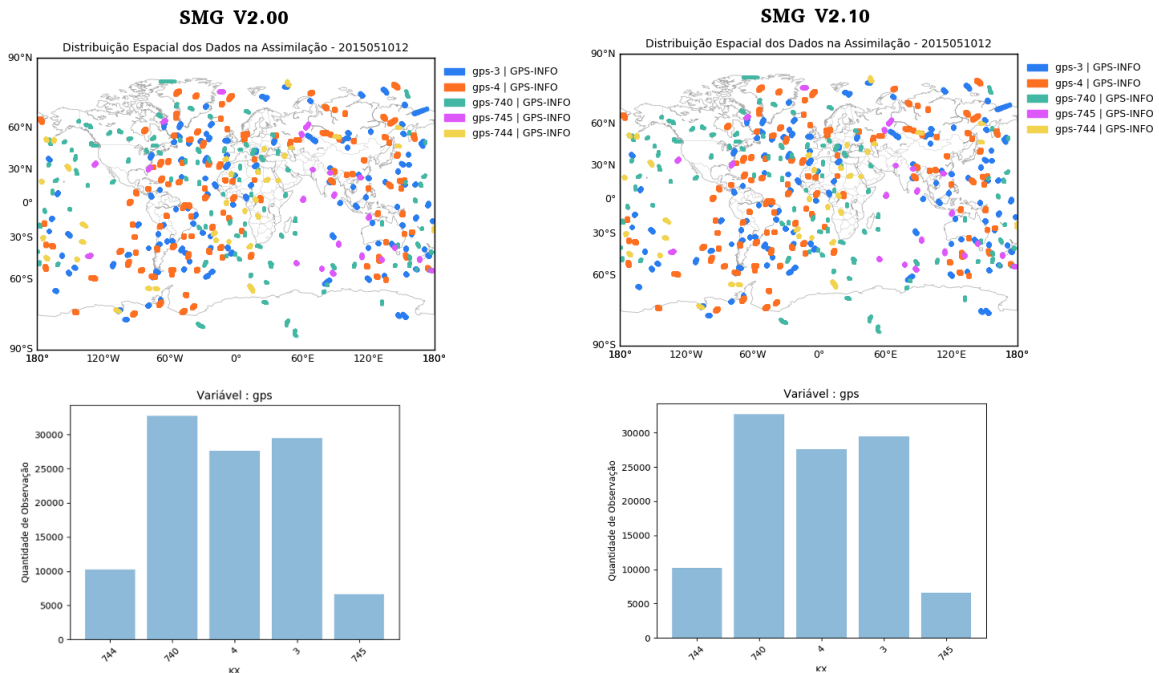 SMG V2.00
Distribuição Espacial dos Dados na Assimilação - 2015051012
90°N
60°N
30°N
0°
30°S
60°S
90°S
180°
120°W
60°W
0°
60°E
120°E
180°
gps-3 | GPS-INFO
gps-4 | GPS-INFO
gps-740 | GPS-INFO
gps-745 | GPS-INFO
gps-744 | GPS-INFO
SMG V2.10
Distribuição Espacial dos Dados na Assimilação - 2015051012
90°N
60°N
30°N
0°
30°S
60°S
90°S
180°
120°W
60°W
0°
60°E
120°E
180°
gps-3 | GPS-INFO
gps-4 | GPS-INFO
gps-740 | GPS-INFO
gps-745 | GPS-INFO
gps-744 | GPS-INFO
Variável : gps
Quantidade de Observação
30000
25000
20000
15000
10000
5000
0
744
740
4
3
745
KX
Variável : gps
Quantidade de Observação
30000
25000
20000
15000
10000
5000
0
744
740
4
3
745
KX